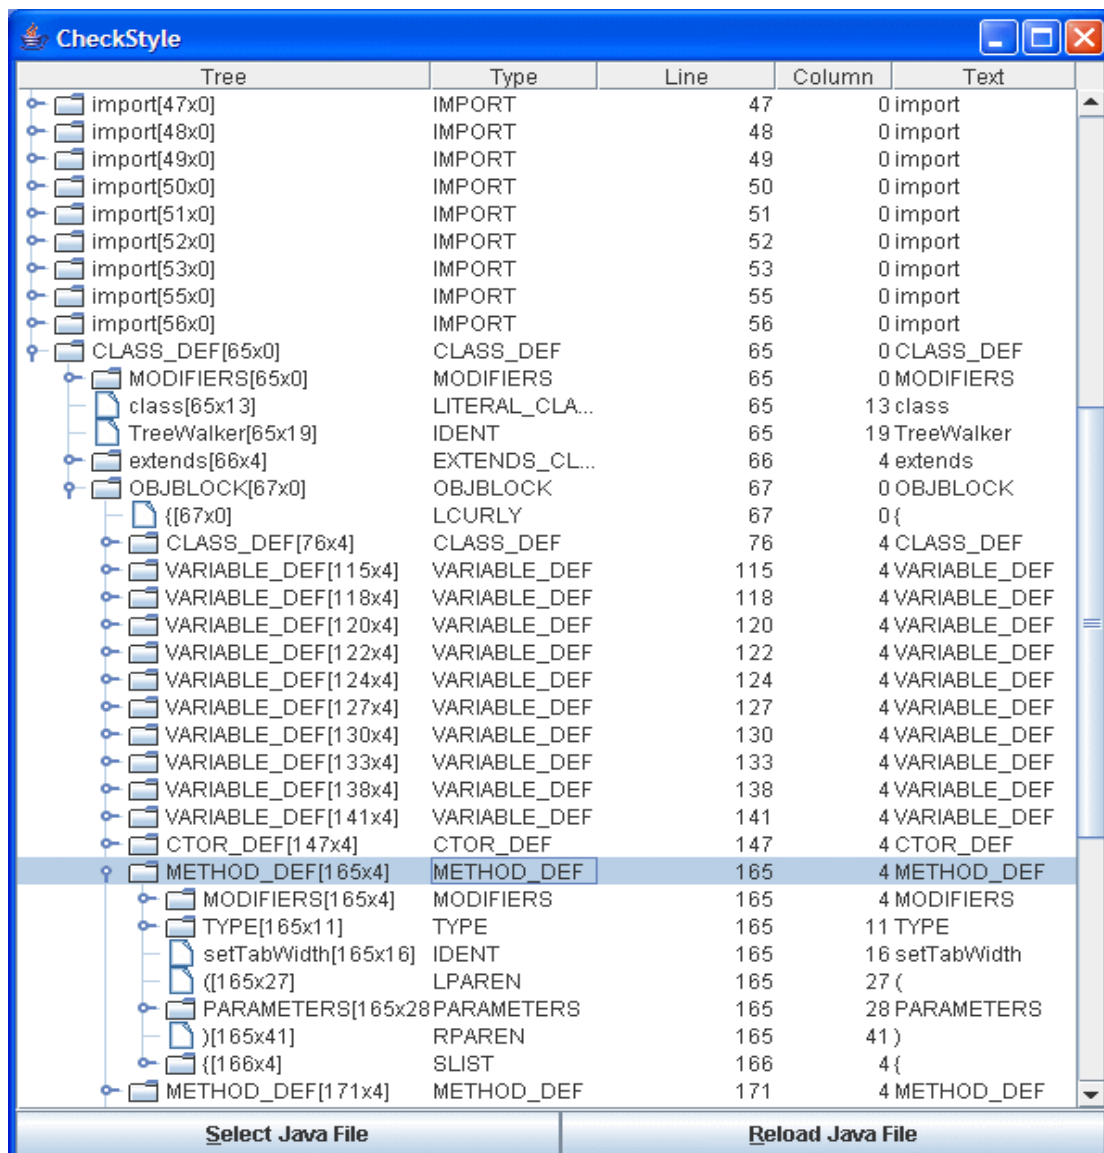 CheckStyle
Tree Type Line Column Text
import[47x0] IMPORT 47 0 import
import[48x0] IMPORT 48 0 import
import[49x0] IMPORT 49 0 import
import[50x0] IMPORT 50 0 import
import[51x0] IMPORT 51 0 import
import[52x0] IMPORT 52 0 import
import[53x0] IMPORT 53 0 import
import[55x0] IMPORT 55 0 import
import[56x0] IMPORT 56 0 import
CLASS_DEF[65x0] CLASS_DEF 65 0 CLASS_DEF
MODIFIERS[65x0] MODIFIERS 65 0 MODIFIERS
class[65x13] LITERAL_CLA... 65 13 class
TreeWalker[65x19] IDENT 65 19 TreeWalker
extends[66x4] EXTENDS_CL... 66 4 extends
OBJBLOCK[67x0] OBJBLOCK 67 0 OBJBLOCK
{[67x0] LCURLY 67 0 {
CLASS_DEF[76x4] CLASS_DEF 76 4 CLASS_DEF
VARIABLE_DEF[115x4] VARIABLE_DEF 115 4 VARIABLE_DEF
VARIABLE_DEF[118x4] VARIABLE_DEF 118 4 VARIABLE_DEF
VARIABLE_DEF[120x4] VARIABLE_DEF 120 4 VARIABLE_DEF
VARIABLE_DEF[122x4] VARIABLE_DEF 122 4 VARIABLE_DEF
VARIABLE_DEF[124x4] VARIABLE_DEF 124 4 VARIABLE_DEF
VARIABLE_DEF[127x4] VARIABLE_DEF 127 4 VARIABLE_DEF
VARIABLE_DEF[130x4] VARIABLE_DEF 130 4 VARIABLE_DEF
VARIABLE_DEF[133x4] VARIABLE_DEF 133 4 VARIABLE_DEF
VARIABLE_DEF[138x4] VARIABLE_DEF 138 4 VARIABLE_DEF
VARIABLE_DEF[141x4] VARIABLE_DEF 141 4 VARIABLE_DEF
CTOR_DEF[147x4] CTOR_DEF 147 4 CTOR_DEF
METHOD_DEF[165x4] METHOD_DEF 165 4 METHOD_DEF
MODIFIERS[165x4] MODIFIERS 165 4 MODIFIERS
TYPE[165x11] TYPE 165 11 TYPE
setTabWidth[165x16] IDENT 165 16 setTabWidth
([165x27] LPAREN 165 27 (
PARAMETERS[165x28 PARAMETERS 165 28 PARAMETERS
)[165x41] RPAREN 165 41 )
{[166x4] SLIST 166 4 {
METHOD_DEF[171x4] METHOD_DEF 171 4 METHOD_DEF
Select Java File Reload Java File